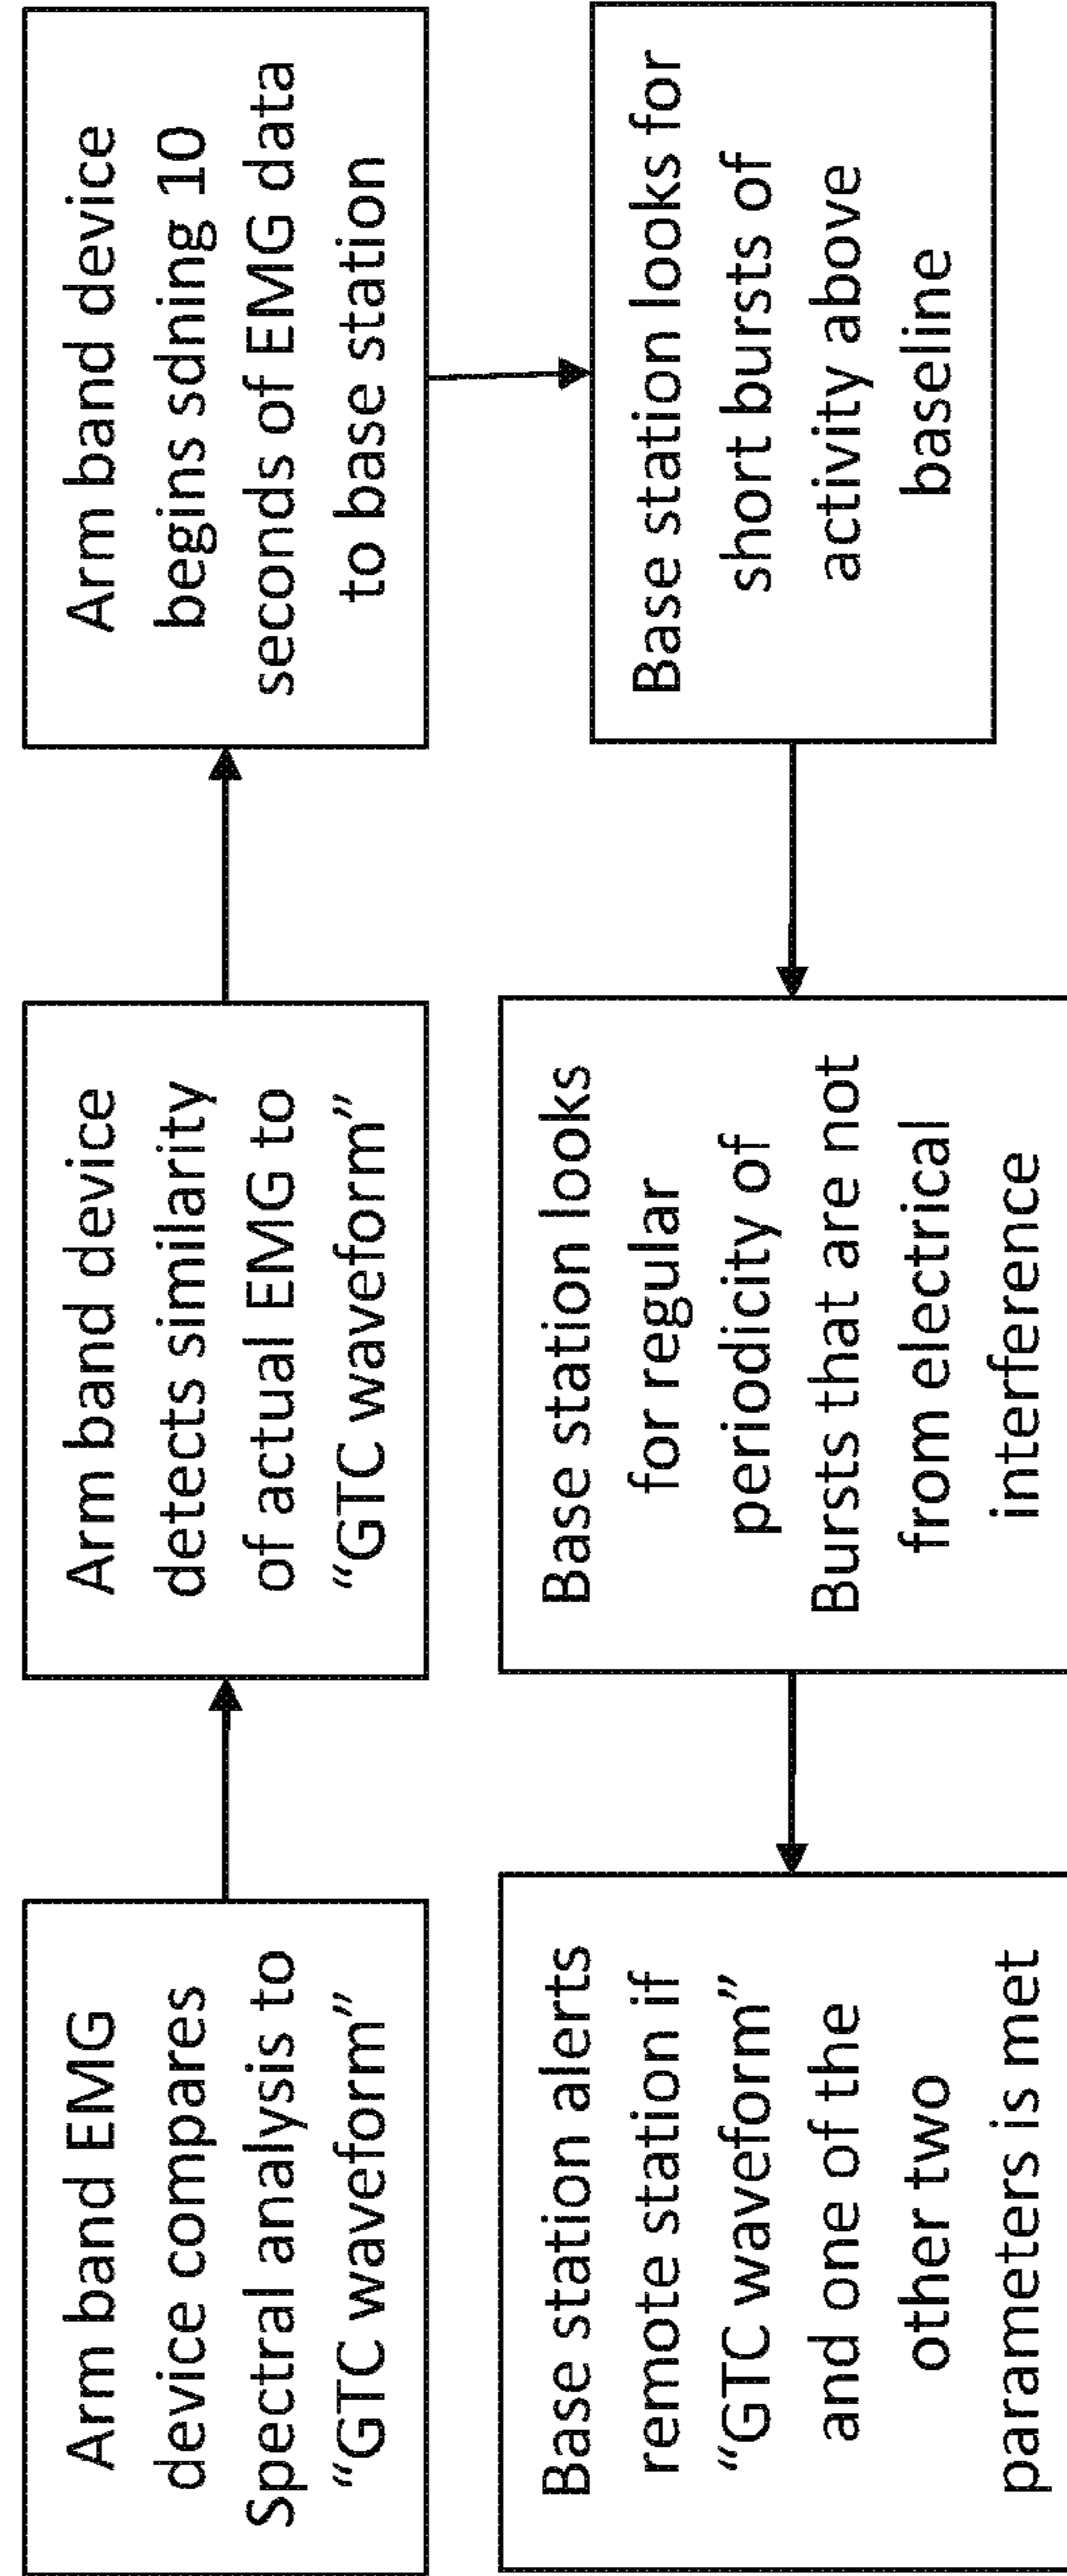 Arm band EMG
device compares
Spectral analysis to
“GTC waveform”
Arm band device
detects similarity
of actual EMG to
“GTC waveform”
Arm band device
begins sdning 10
seconds of EMG data
to base station
Base station looks for
short bursts of
activity above
baseline
Base station looks
for regular
periodicity of
Bursts that are not
from electrical
interference
Base station alerts
remote station if
“GTC waveform”
and one of the
other two
parameters is met